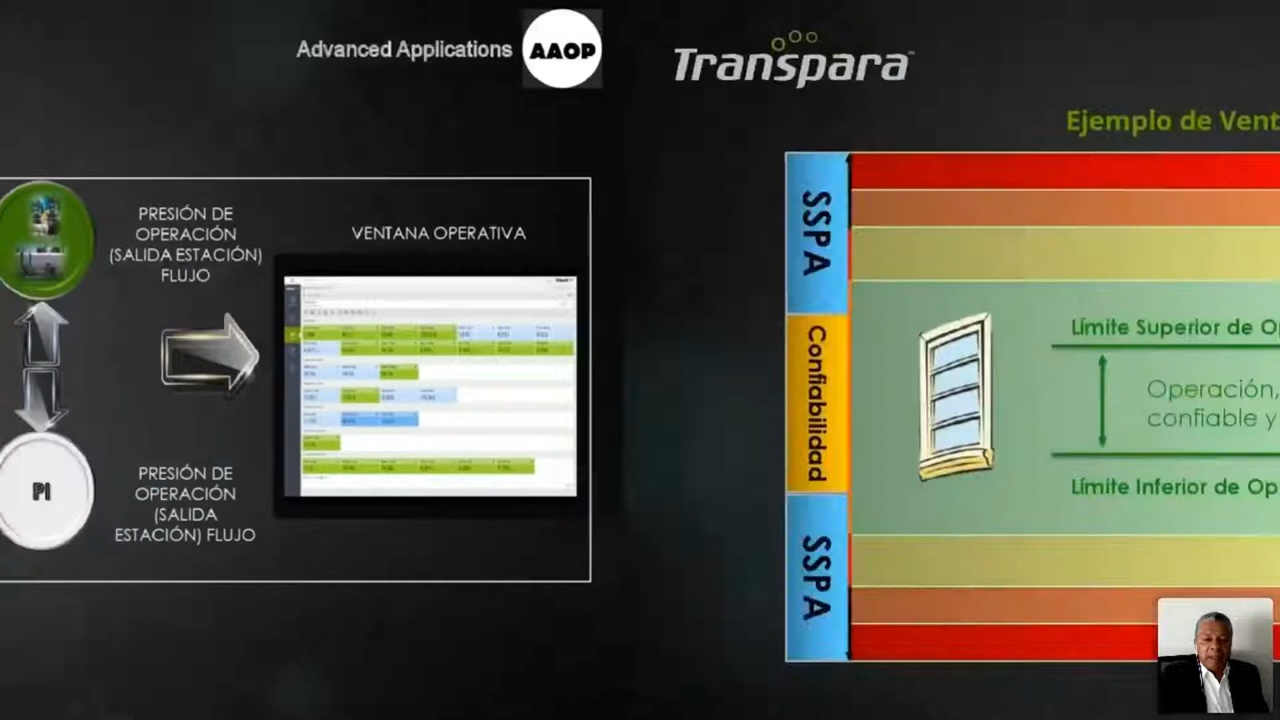 Advanced Applications
AAOP
Transpara
PRESIÓN DE
OPERACIÓN
(SALIDA ESTACIÓN)
FLUJO
VENTANA OPERATIVA
PI
PRESIÓN DE
OPERACIÓN
(SALIDA
ESTACIÓN) FLUJO
Ejemplo de Vent
SSPA
Confiabilidad
SSPA
Límite Superior de Op
Operación,
confiable y
Límite Inferior de Op